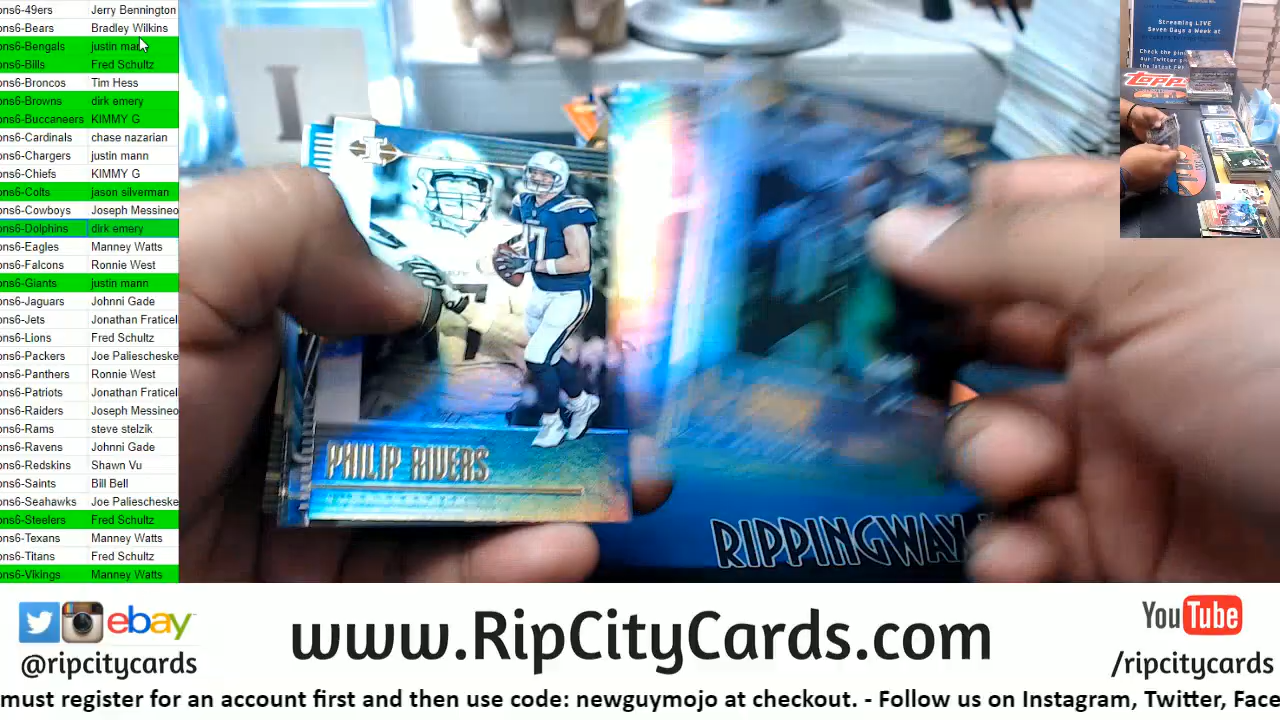 ons6-49ers Jerry Bennington
ons6-Bears Bradley Wilkins
ons6-Bengals justin mann
ons6-Bills Fred Schultz
ons6-Broncos Tim Hess
ons6-Browns dirk emery
ons6-Buccaneers KIMMY G
ons6-Cardinals chase nazarian
ons6-Chargers justin mann
ons6-Chiefs KIMMY G
ons6-Colts jason silverman
ons6-Cowboys Joseph Messineo
ons6-Dolphins dirk emery
ons6-Eagles Manney Watts
ons6-Falcons Ronnie West
ons6-Giants justin mann
ons6-Jaguars Johnni Gade
ons6-Jets Jonathan Fraticel
ons6-Lions Fred Schultz
ons6-Packers Joe Paliescheske
ons6-Panthers Ronnie West
ons6-Patriots Jonathan Fraticel
ons6-Raiders Joseph Messineo
ons6-Rams steve stelzik
ons6-Ravens Johnni Gade
ons6-Redskins Shawn Vu
ons6-Saints Bill Bell
ons6-Seahawks Joe Paliescheske
ons6-Steelers Fred Schultz
ons6-Texans Manney Watts
ons6-Titans Fred Schultz
ons6-Vikings Manney Watts
PHILIP RIVERS
17
RIPPINGWAX
Streaming LIVE
Seven Days a Week at
Check the
our Twitter
the latest
Topps
ebay
@ripcitycards
www.RipCityCards.com
YouTube
/ripcitycards
must register for an account first and then use code: newguymojo at checkout. - Follow us on Instagram, Twitter, Face